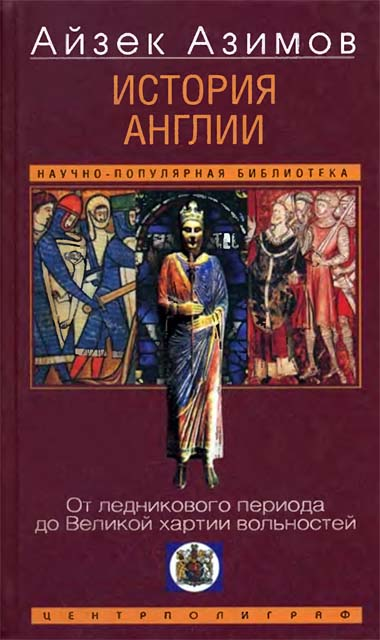 Айзек Азимов
ИСТОРИЯ
АНГЛИИ
НАУЧНО-ПОПУЛЯРНАЯ БИБЛИОТЕКА
От ледникового периода
до Великой хартии вольностей
ЦЕНТРПОЛИГРАФ